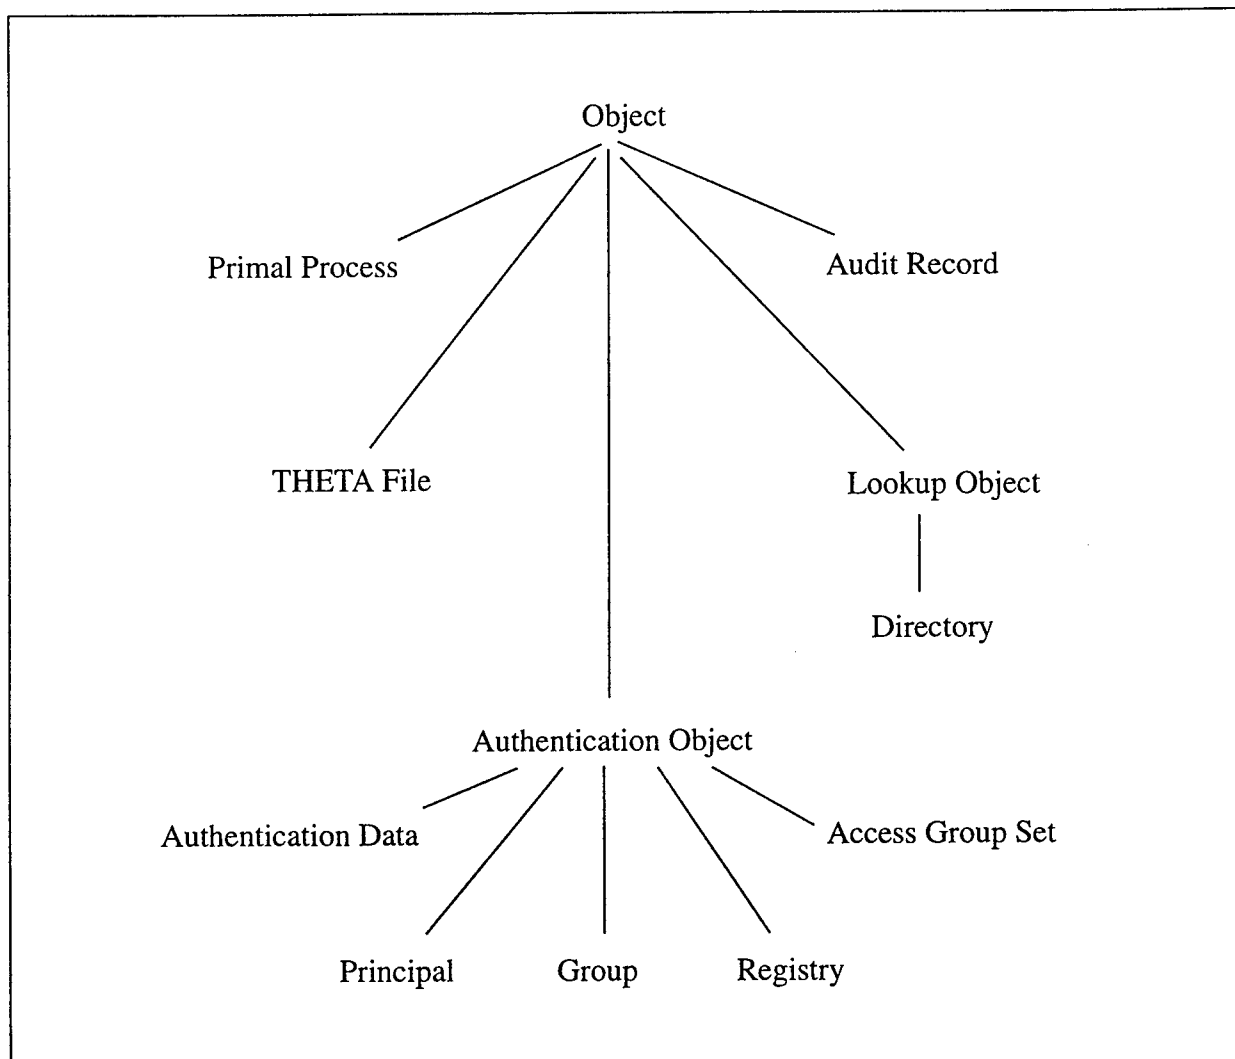 Object
Primal Process
Audit Record
THETA File
Lookup Object
Directory
Authentication Object
Authentication Data
Access Group Set
Principal
Group
Registry